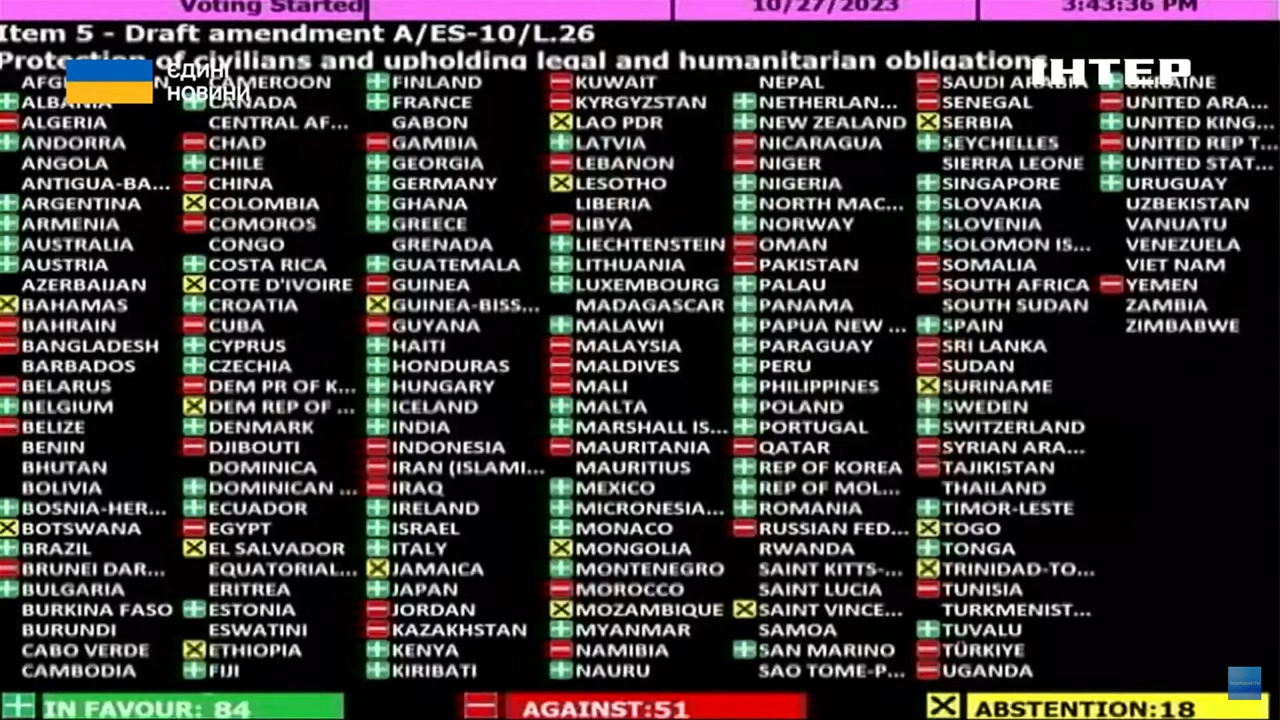 Voting Started
10/27/2023
3:43:36 PM
Item 5 - Draft amendment A/ES-10/L.26
Protection of civilians and upholding legal and humanitarian obligations
ЄДИНІ
НОВИНИ
ІНТЕР
ALBANIA
ALGERIA
ANDORRA
ANGOLA
ANTIGUA-BA...
ARGENTINA
ARMENIA
AUSTRALIA
AUSTRIA
AZERBAIJAN
BAHAMAS
BAHRAIN
BANGLADESH
BARBADOS
BELARUS
BELGIUM
BELIZE
BENIN
BHUTAN
BOLIVIA
BOSNIA-HER...
BOTSWANA
BRAZIL
BRUNEI DAR...
BULGARIA
BURKINA FASO
BURUNDI
CABO VERDE
CAMBODIA
CAMEROON
CANADA
CENTRAL AF...
CHAD
CHILE
CHINA
COLOMBIA
COMOROS
CONGO
COSTA RICA
COTE D'IVOIRE
CROATIA
CUBA
CYPRUS
CZECHIA
DEM PR OF K...
DEM REP OF ...
DENMARK
DJIBOUTI
DOMINICA
DOMINICAN ...
ECUADOR
EGYPT
EL SALVADOR
EQUATORIAL...
ERITREA
ESTONIA
ESWATINI
ETHIOPIA
FIJI
FINLAND
FRANCE
GABON
GAMBIA
GEORGIA
GERMANY
GHANA
GREECE
GRENADA
GUATEMALA
GUINEA
GUINEA-BISS...
GUYANA
HAITI
HONDURAS
HUNGARY
ICELAND
INDIA
INDONESIA
IRAN (ISLAMI...
IRAQ
IRELAND
ISRAEL
ITALY
JAMAICA
JAPAN
JORDAN
KAZAKHSTAN
KENYA
KIRIBATI
KUWAIT
KYRGYZSTAN
LAO PDR
LATVIA
LEBANON
LESOTHO
LIBERIA
LIBYA
LIECHTENSTEIN
LITHUANIA
LUXEMBOURG
MADAGASCAR
MALAWI
MALAYSIA
MALDIVES
MALI
MALTA
MARSHALL IS...
MAURITANIA
MAURITIUS
MEXICO
MICRONESIA...
MONACO
MONGOLIA
MONTENEGRO
MOROCCO
MOZAMBIQUE
MYANMAR
NAMIBIA
NAURU
NEPAL
NETHERLAN...
NEW ZEALAND
NICARAGUA
NIGER
NIGERIA
NORTH MAC...
NORWAY
OMAN
PAKISTAN
PALAU
PANAMA
PAPUA NEW ...
PARAGUAY
PERU
PHILIPPINES
POLAND
PORTUGAL
QATAR
REP OF KOREA
REP OF MOL...
ROMANIA
RUSSIAN FED...
RWANDA
SAINT KITTS-...
SAINT LUCIA
SAINT VINCE...
SAMOA
SAN MARINO
SAO TOME-P...
SAUDI ARABIA
SENEGAL
SERBIA
SEYCHELLES
SIERRA LEONE
SINGAPORE
SLOVAKIA
SLOVENIA
SOLOMON IS...
SOMALIA
SOUTH AFRICA
SOUTH SUDAN
SPAIN
SRI LANKA
SUDAN
SURINAME
SWEDEN
SWITZERLAND
SYRIAN ARA...
TAJIKISTAN
THAILAND
TIMOR-LESTE
TOGO
TONGA
TRINIDAD-TO...
TUNISIA
TURKMENIST...
TUVALU
TÜRKIYE
UGANDA
UKRAINE
UNITED ARA...
UNITED KING...
UNITED REP T...
UNITED STAT...
URUGUAY
UZBEKISTAN
VANUATU
VENEZUELA
VIET NAM
YEMEN
ZAMBIA
ZIMBABWE
IN FAVOUR: 84
AGAINST:51
ABSTENTION:18